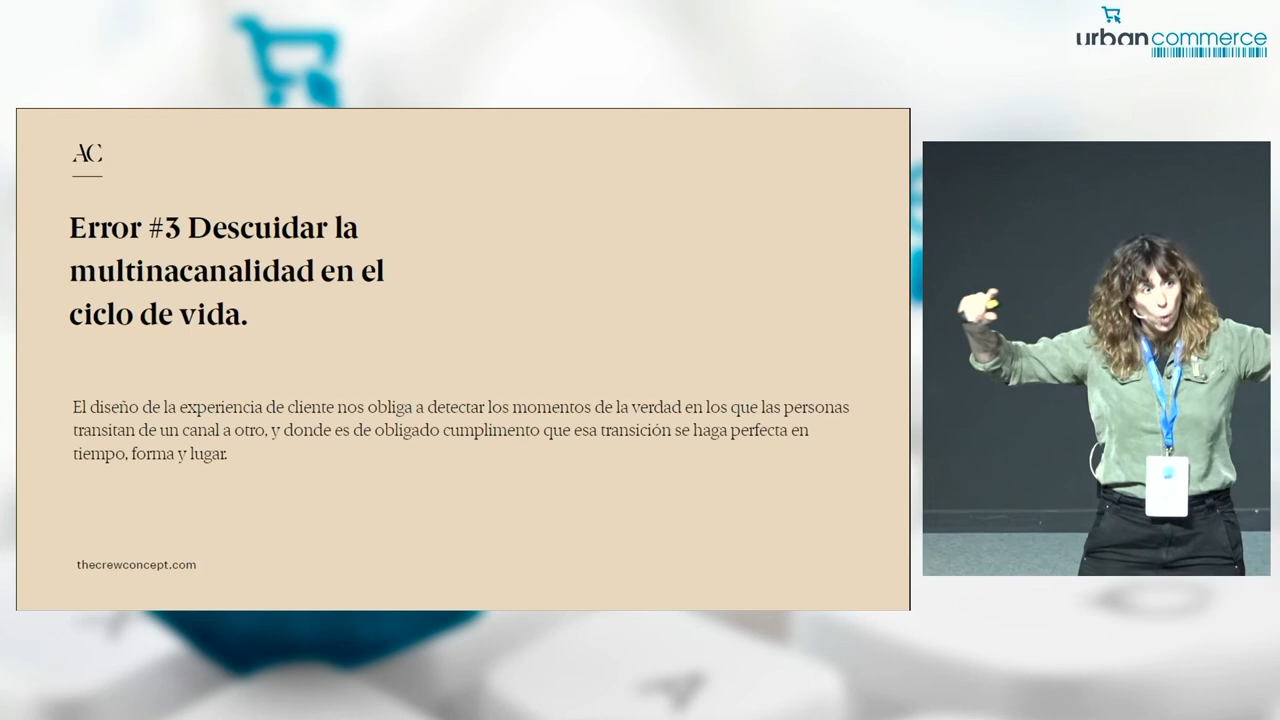 urbancommerce
AC
Error #3 Descuidar la
multinacanalidad en el
ciclo de vida.
El diseño de la experiencia de cliente nos obliga a detectar los momentos de la verdad en los que las personas
transitan de un canal a otro, y donde es de obligado cumplimento que esa transición se haga perfecta en
tiempo, forma y lugar.
thecrewconcept.com